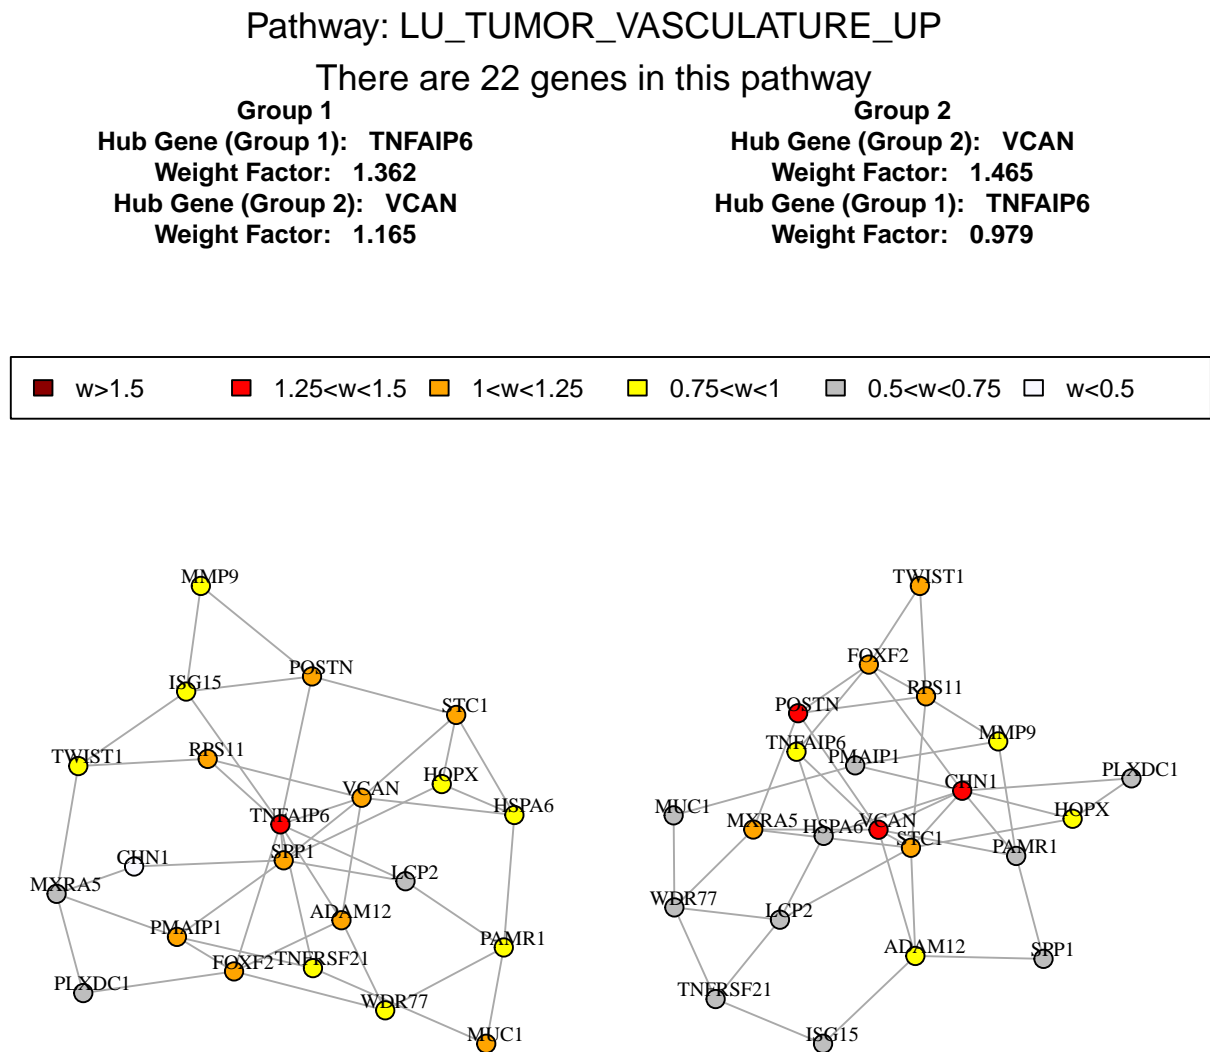 Pathway: LU_TUMOR_VASCULATURE_UP
There are 22 genes in this pathway
Group 1
Hub Gene (Group 1): TNFAIP6
Weight Factor: 1.362
Hub Gene (Group 2): VCAN
Weight Factor: 1.165
Group 2
Hub Gene (Group 2): VCAN
Weight Factor: 1.465
Hub Gene (Group 1): TNFAIP6
Weight Factor: 0.979
w>1.5 1.25<w<1.5 1<w<1.25 0.75<w<1 0.5<w<0.75 w<0.5
MMP9
POSTN
ISG15
STC1
RPS11
TWIST1
HOPX
VCAN
HSPA6
TNFAIP6
SPP1
CHN1
LCP2
MXRA5
ADAM12
PMAIP1
PAMR1
TNFRSF21
FOXF2
PLXDC1
WDR77
MUC1
TWIST1
FOXF2
RPS11
POSTN
MMP9
TNFAIP6
PMAIP1
CHN1
PLXDC1
MUC1
HOPX
MXRA5
HSPA6
VCAN
STC1
PAMR1
WDR77
LCP2
ADAM12
SPP1
TNFRSF21
ISG15